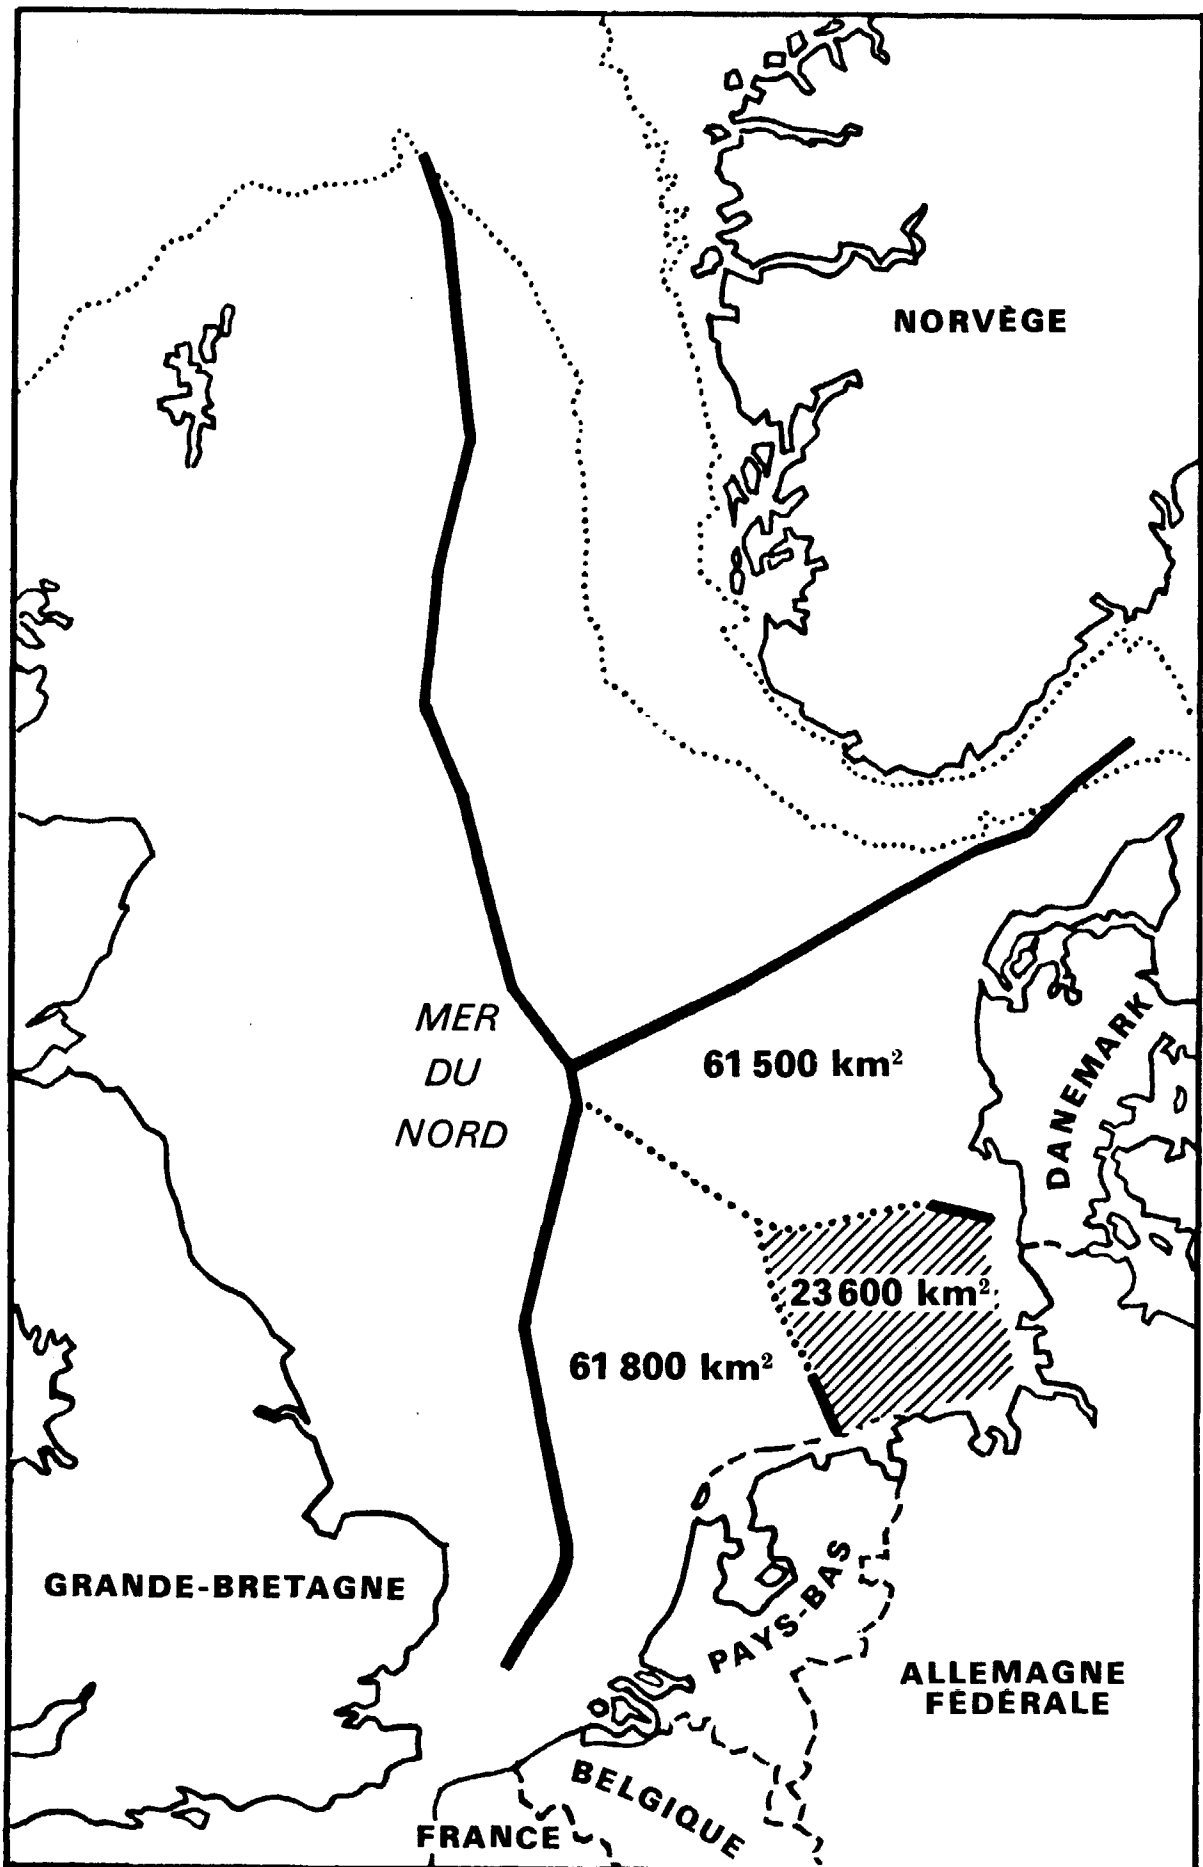 NORVÈGE
MER
DU
NORD
61 500 km²
DANEMARK
23 600 km²
61 800 km²
GRANDE-BRETAGNE
PAYS-BAS
ALLEMAGNE
FÉDÉRALE
BELGIQUE
FRANCE